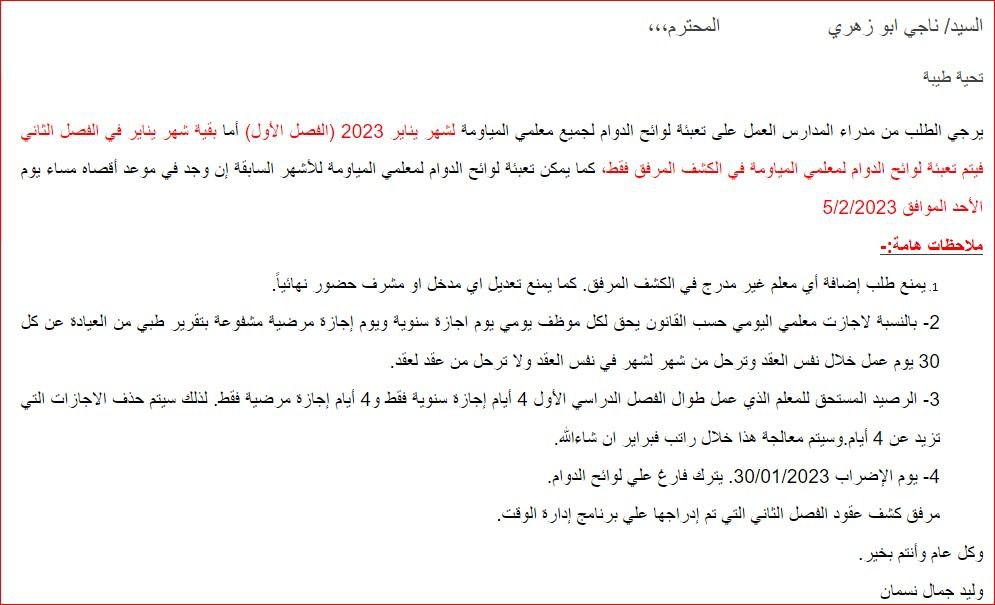 السيد/ ناجي ابو زهري المحترم،،،
تحية طيبة
يرجي الطلب من مدراء المدارس العمل على تعبئة لوائح الدوام لجميع معلمي المياومة لشهر يناير 2023 (الفصل الأول) أما بقية شهر يناير في الفصل الثاني
فيتم تعبئة لوائح الدوام لمعلمي المياومة في الكشف المرفق فقط، كما يمكن تعبئة لوائح الدوام لمعلمي المياومة للأشهر السابقة إن وجد في موعد أقصاه مساء يوم
الأحد الموافق 5/2/2023
ملاحظات هامة:-
1. يمنع طلب إضافة أي معلم غير مدرج في الكشف المرفق. كما يمنع تعديل اي مدخل او مشرف حضور نهائياً.
2- بالنسبة لاجازت معلمي اليومي حسب القانون يحق لكل موظف يومي يوم اجازة سنوية ويوم إجازة مرضية مشفوعة بتقرير طبي من العيادة عن كل
30 يوم عمل خلال نفس العقد وترحل من شهر لشهر في نفس العقد ولا ترحل من عقد لعقد.
3- الرصيد المستحق للمعلم الذي عمل طوال الفصل الدراسي الأول 4 أيام إجازة سنوية فقط و4 أيام إجازة مرضية فقط. لذلك سيتم حذف الاجازات التي
تزيد عن 4 أيام.وسيتم معالجة هذا خلال راتب فبراير ان شاءالله.
4- يوم الإضراب 30/01/2023. يترك فارغ علي لوائح الدوام.
مرفق كشف عقود الفصل الثاني التي تم إدراجها علي برنامج إدارة الوقت.
وكل عام وأنتم بخير.
وليد جمال نسمان